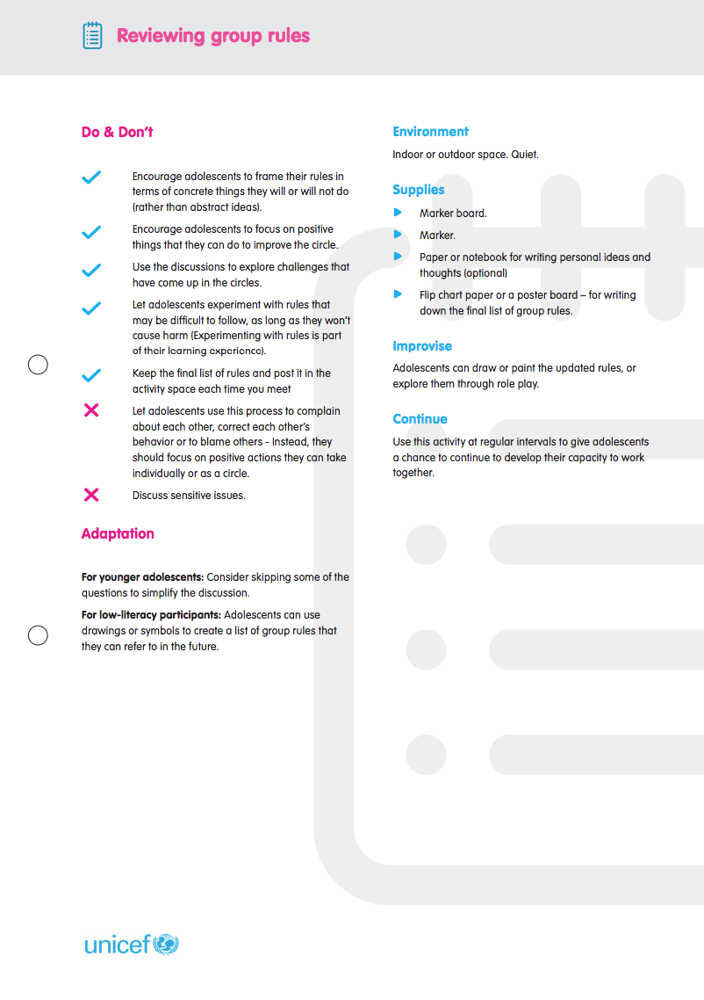 Reviewing group rules
Do & Don't
Encourage adolescents to frame their rules in
terms of concrete things they will or will not do
(rather than abstract ideas).
Encourage adolescents to focus on positive
things that they can do to improve the circle.
Use the discussions to explore challenges that
have come up in the circles.
Let adolescents experiment with rules that
may be difficult to follow, as long as they won't
cause harm (Experimenting with rules is part
of their learning experience).
Keep the final list of rules and post it in the
activity space each time you meet
Let adolescents use this process to complain
about each other, correct each other's
behavior or to blame others - Instead, they
should focus on positive actions they can take
individually or as a circle.
Discuss sensitive issues.
Adaptation
For younger adolescents: Consider skipping some of the
questions to simplify the discussion.
For low-literacy participants: Adolescents can use
drawings or symbols to create a list of group rules that
they can refer to in the future.
Environment
Indoor or outdoor space. Quiet.
Supplies
Marker board.
Marker.
Paper or notebook for writing personal ideas and
thoughts (optional)
Flip chart paper or a poster board – for writing
down the final list of group rules.
Improvise
Adolescents can draw or paint the updated rules, or
explore them through role play.
Continue
Use this activity at regular intervals to give adolescents
a chance to continue to develop their capacity to work
together.
unicef